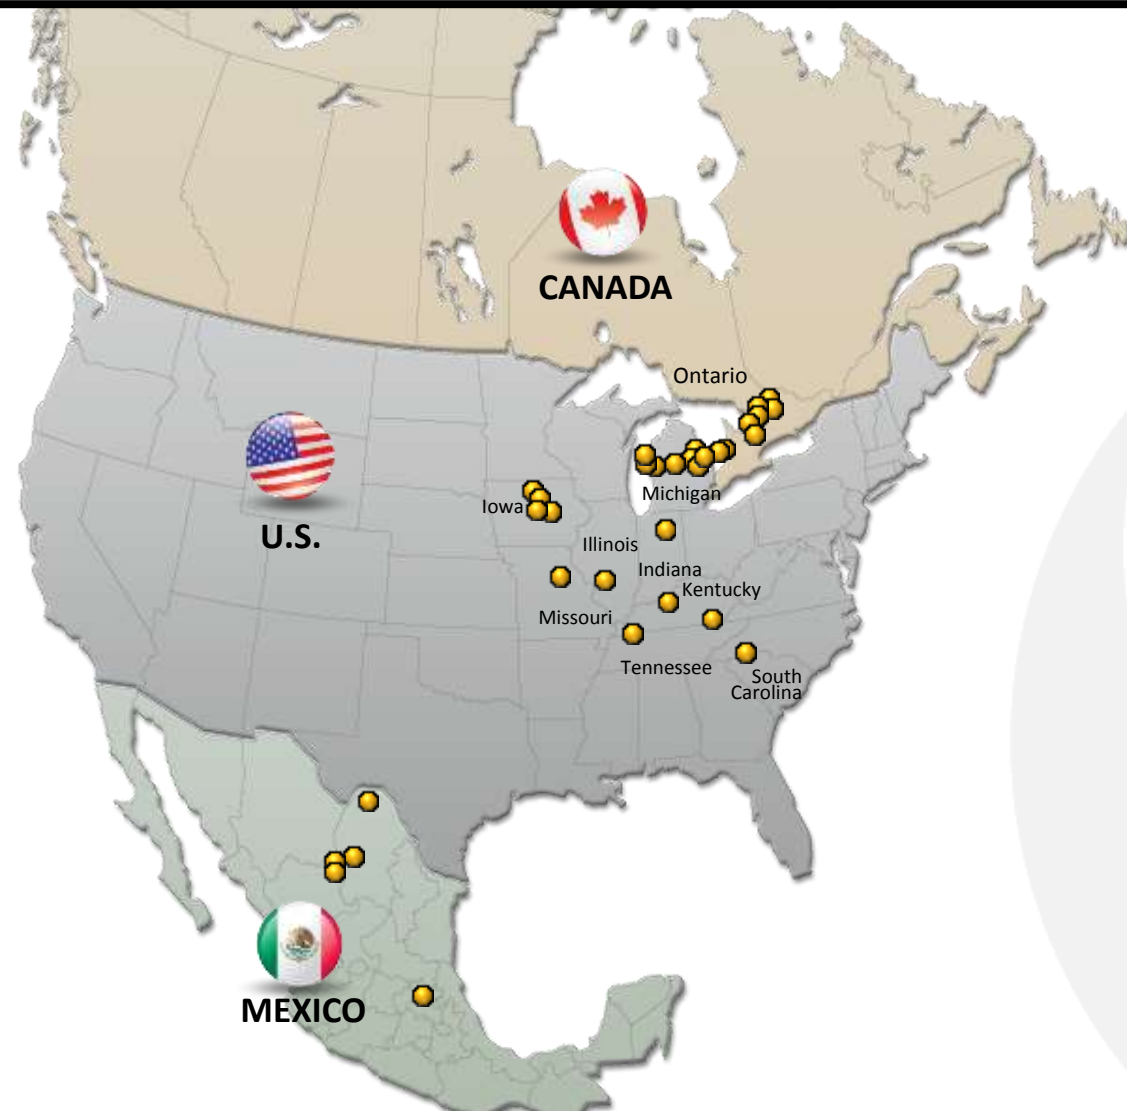 CANADA
Ontario
U.S.
Iowa
Michigan
Illinois
Indiana
Kentucky
Missouri
Tennessee
South
Carolina
MEXICO